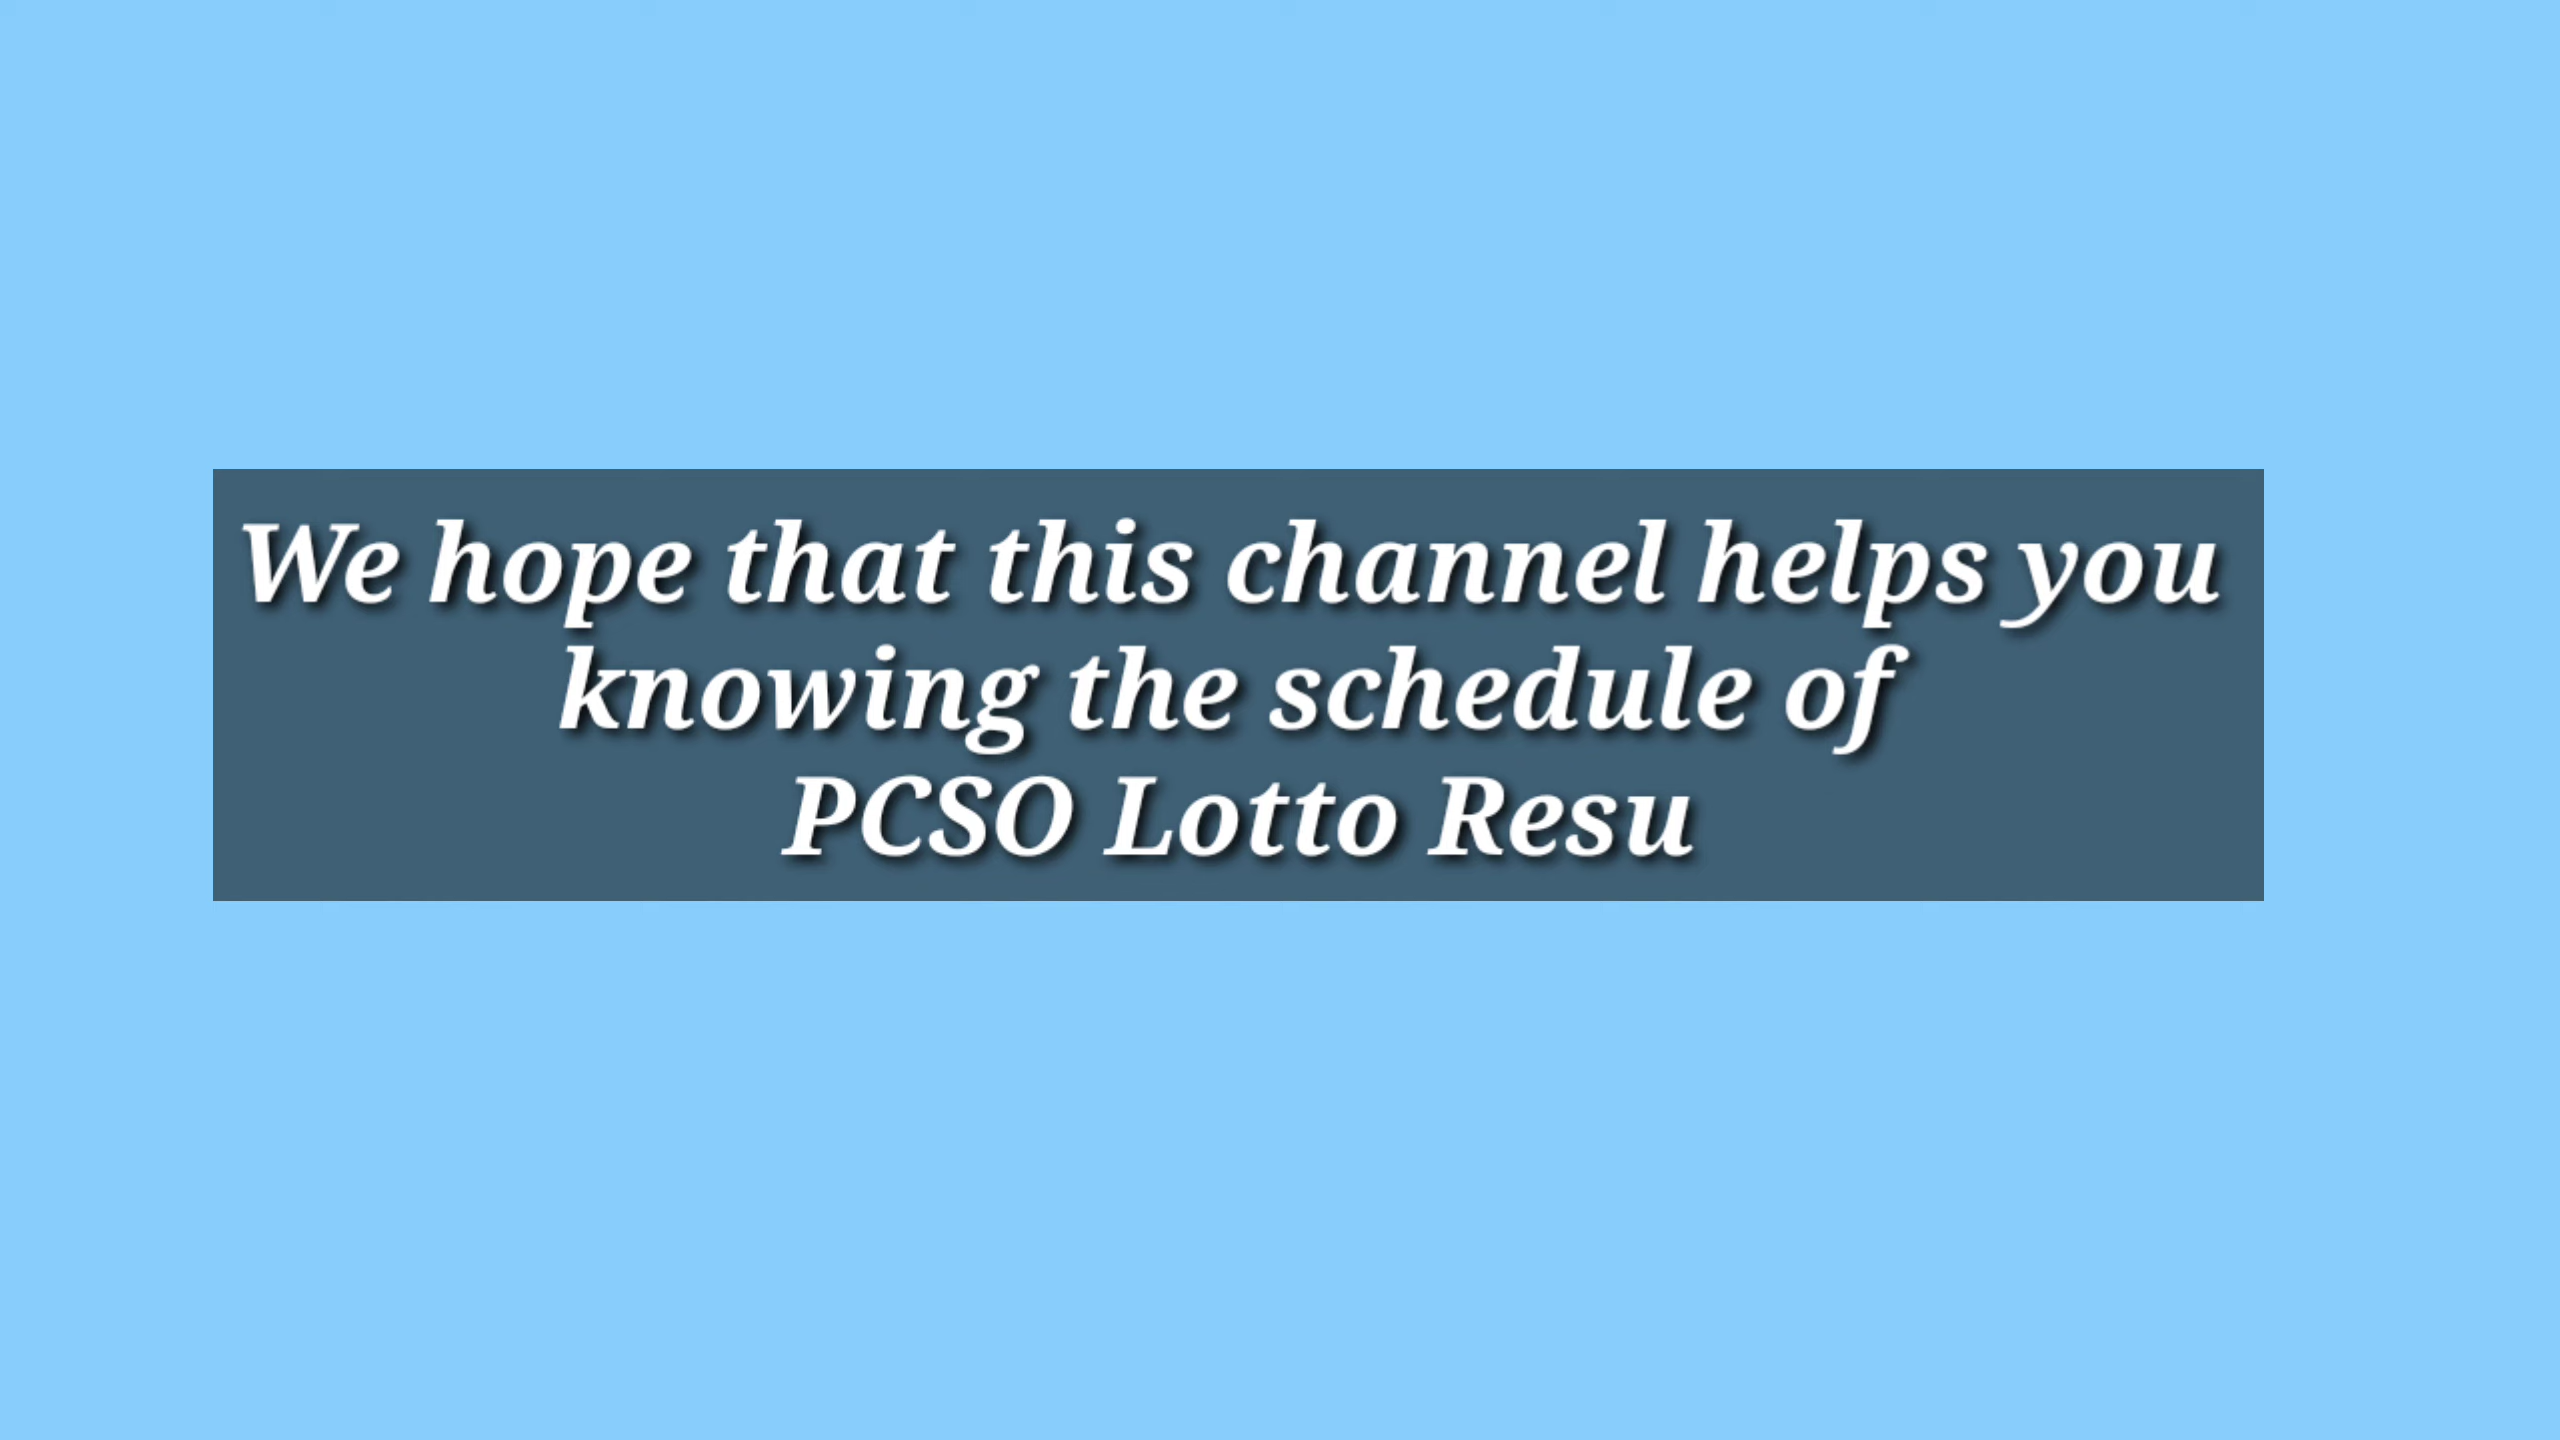 We hope that this channel helps you
knowing the schedule of
PCSO Lotto Resu